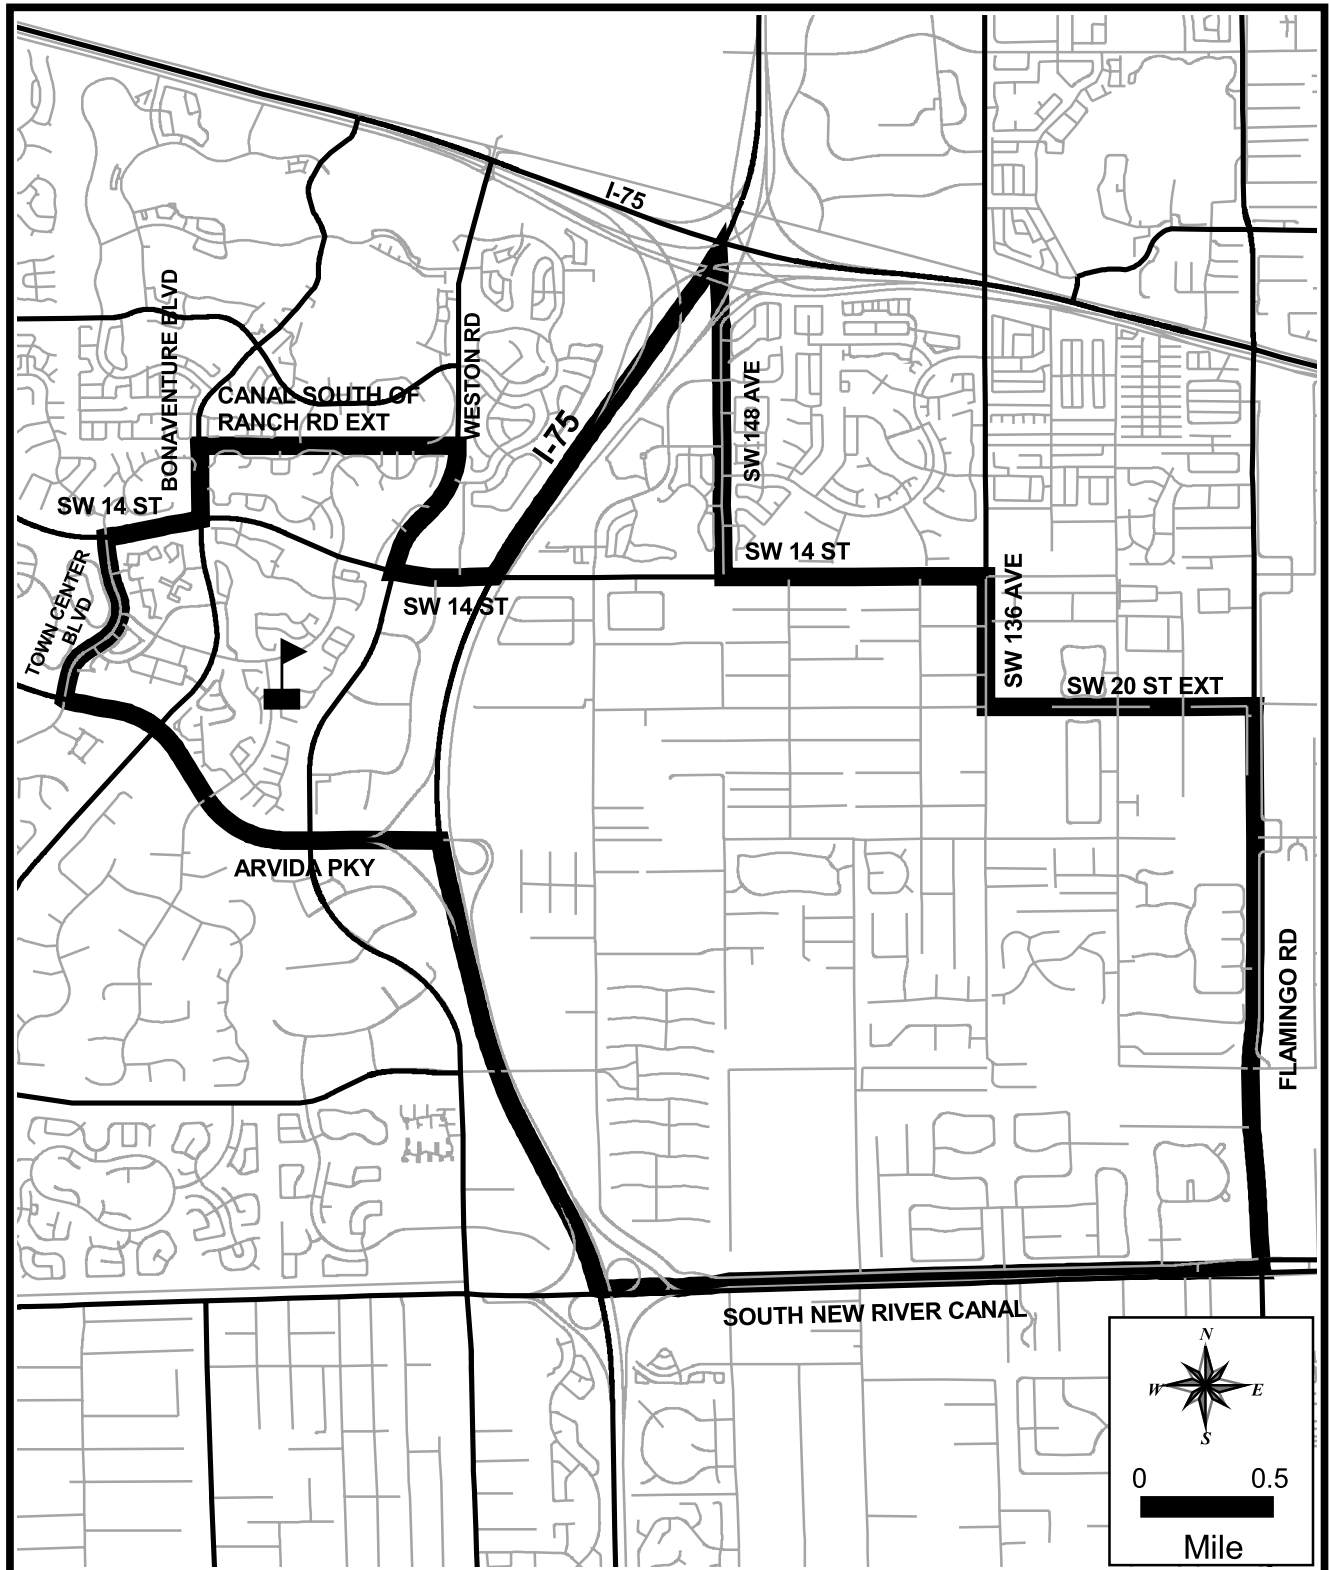 I-75
BONAVENTURE BLVD
WESTON RD
CANAL SOUTH OF
RANCH RD EXT
I-75
SW 148 AVE
SW 14 ST
SW 14 ST
SW 14 ST
TOWN CENTER
BLVD
SW 136 AVE
SW 20 ST EXT
ARVIDA PKY
FLAMINGO RD
SOUTH NEW RIVER CANAL
N
W E
S
0 0.5
Mile